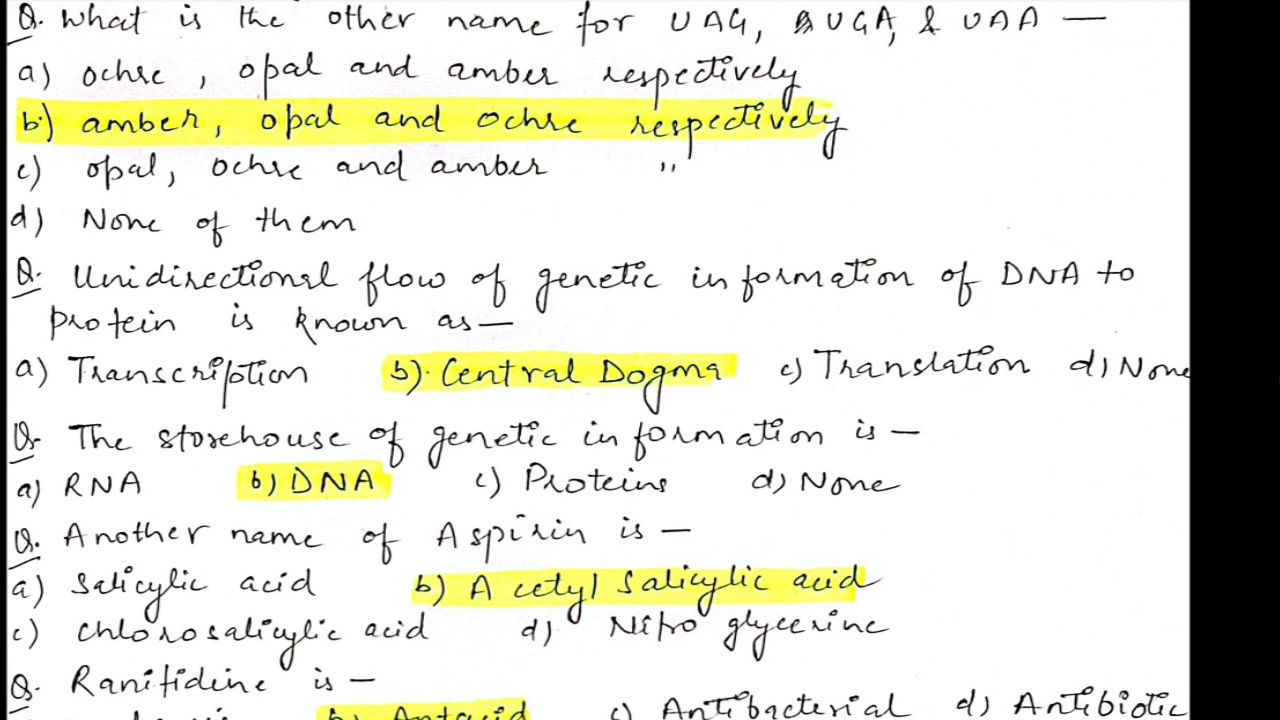 Q. What is the other name for UAG, UGA, & UAA —
a) ochre, opal and amber respectively
b) amber, opal and ochre respectively
c) opal, ochre and amber "
d) None of them
Q. Unidirectional flow of genetic information of DNA to
protein is known as —
a) Transcription b). Central Dogma c) Translation d) None
Q. The storehouse of genetic information is —
a) RNA b) DNA c) Proteins d) None
Q. Another name of Aspirin is —
a) Salicylic acid b) Acetyl Salicylic acid
c) Chlorosalicylic acid d) Nitro glycerine
Q. Ranitidine is —
b) Antacid c) Antibacterial d) Antibiotic